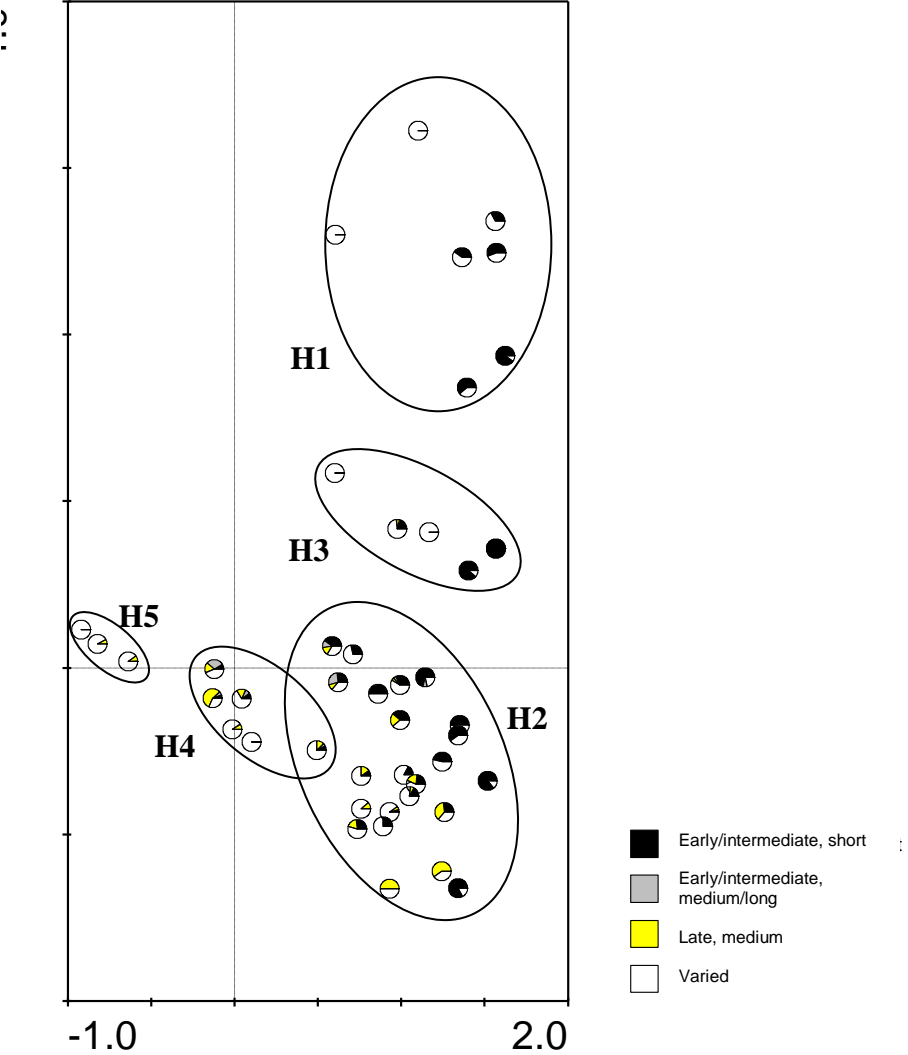 H1
H3
H5
H2
H4
Early/intermediate, short
Early/intermediate,
medium/long
Late, medium
Varied
-1.0
2.0